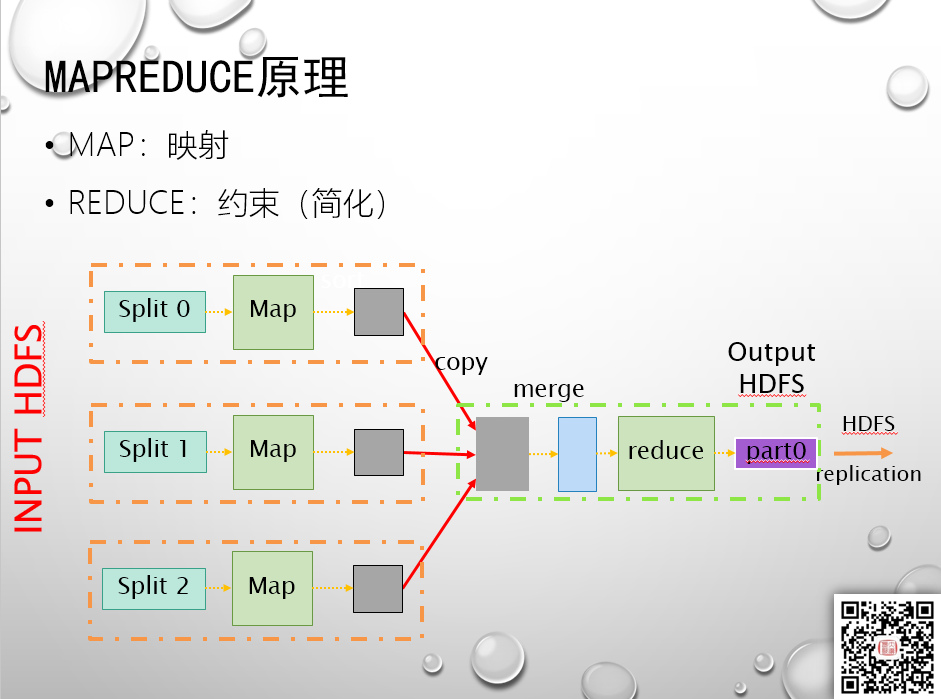 MAPREDUCE原理
• MAP：映射
• REDUCE：约束（简化）
INPUT HDFS
Split 0
Map
copy
Split 1
Map
Split 2
Map
merge
reduce
Output
HDFS
part0
HDFS
replication